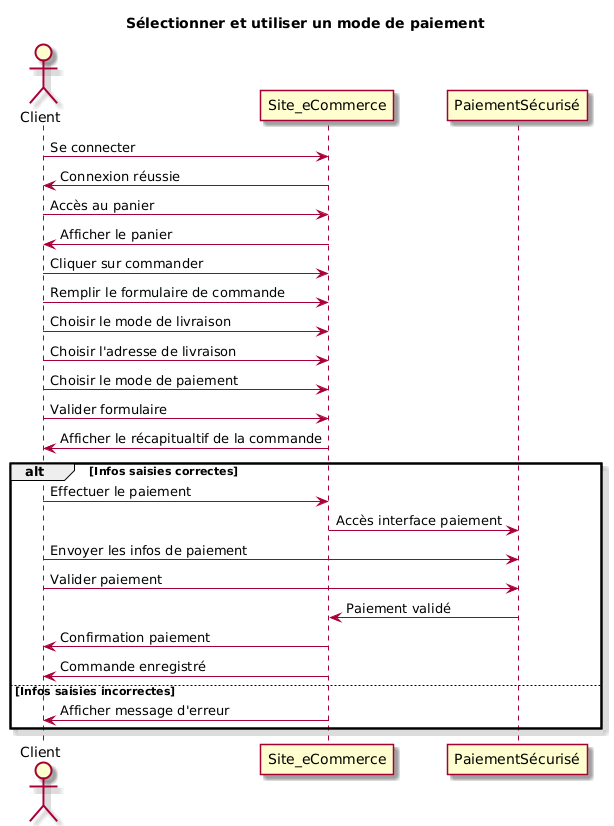 Sélectionner et utiliser un mode de paiement
Client
Site_eCommerce
PaiementSécurisé
Se connecter
Connexion réussie
Accès au panier
Afficher le panier
Cliquer sur commander
Remplir le formulaire de commande
Choisir le mode de livraison
Choisir l'adresse de livraison
Choisir le mode de paiement
Valider formulaire
Afficher le récapitualtif de la commande
alt [Infos saisies correctes]
Effectuer le paiement
Accès interface paiement
Envoyer les infos de paiement
Valider paiement
Paiement validé
Confirmation paiement
Commande enregistré
[Infos saisies incorrectes]
Afficher message d'erreur
Client
Site_eCommerce
PaiementSécurisé